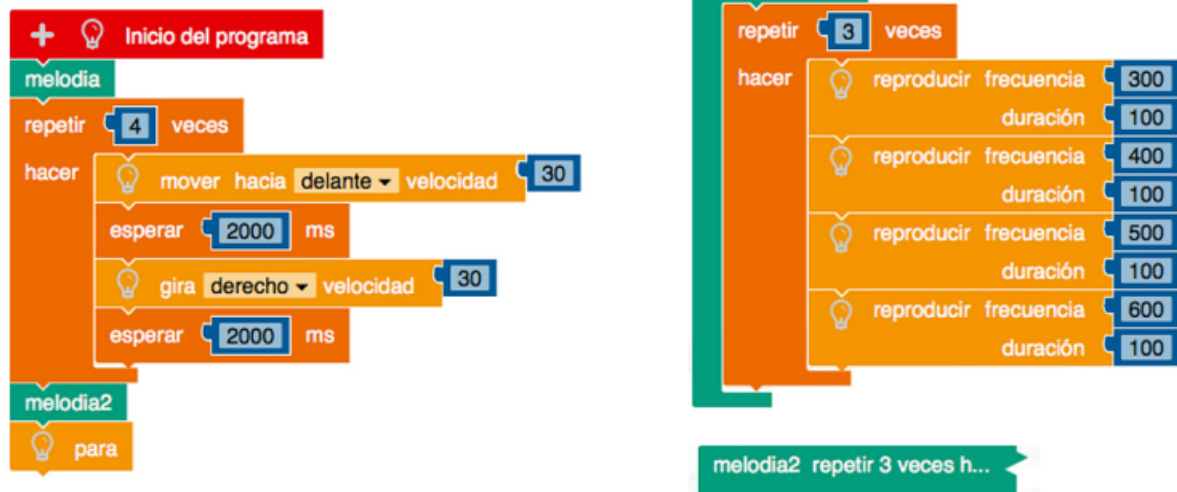 Inicio del programa
melodia
repetir 4 veces
hacer mover hacia delante velocidad 30
esperar 2000 ms
gira derecho velocidad 30
esperar 2000 ms
melodia2
para
repetir 3 veces
hacer reproducir frecuencia 300
duración 100
reproducir frecuencia 400
duración 100
reproducir frecuencia 500
duración 100
reproducir frecuencia 600
duración 100
melodia2 repetir 3 veces h...